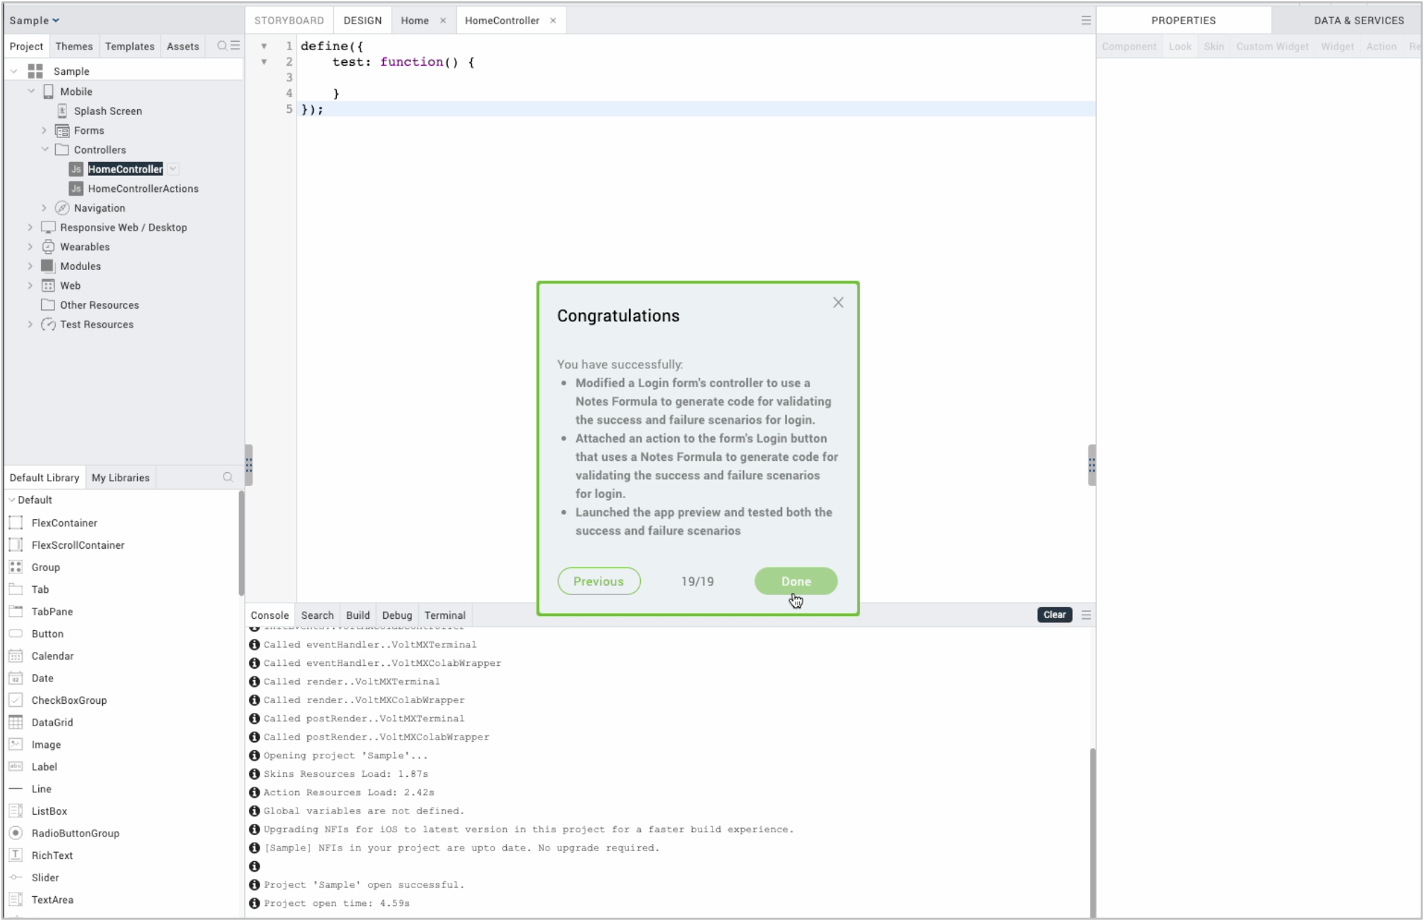 Sample
Project Themes Templates Assets
Sample
Mobile
Splash Screen
Forms
Controllers
Js HomeController
Js HomeControllerActions
Navigation
Responsive Web / Desktop
Wearables
Modules
Web
Other Resources
Test Resources
Default Library My Libraries
Default
FlexContainer
FlexScrollContainer
Group
Tab
TabPane
Button
Calendar
Date
CheckBoxGroup
DataGrid
Image
Label
Line
ListBox
RadioButtonGroup
RichText
Slider
TextArea
STORYBOARD DESIGN Home × HomeController ×
1 define({
2 test: function() {
3
4 }
5 });
Congratulations
You have successfully:
• Modified a Login form's controller to use a
Notes Formula to generate code for validating
the success and failure scenarios for login.
• Attached an action to the form's Login button
that uses a Notes Formula to generate code for
validating the success and failure scenarios
for login.
• Launched the app preview and tested both the
success and failure scenarios
Previous 19/19 Done
Console Search Build Debug Terminal Clear
Called eventHandler..VoltMXTerminal
Called eventHandler..VoltMXColabWrapper
Called render..VoltMXTerminal
Called render..VoltMXColabWrapper
Called postRender..VoltMXTerminal
Called postRender..VoltMXColabWrapper
Opening project 'Sample'...
Skins Resources Load: 1.87s
Action Resources Load: 2.42s
Global variables are not defined.
Upgrading NFIs for iOS to latest version in this project for a faster build experience.
[Sample] NFIs in your project are upto date. No upgrade required.
Project 'Sample' open successful.
Project open time: 4.59s
PROPERTIES DATA & SERVICES
Component Look Skin Custom Widget Widget Action Re